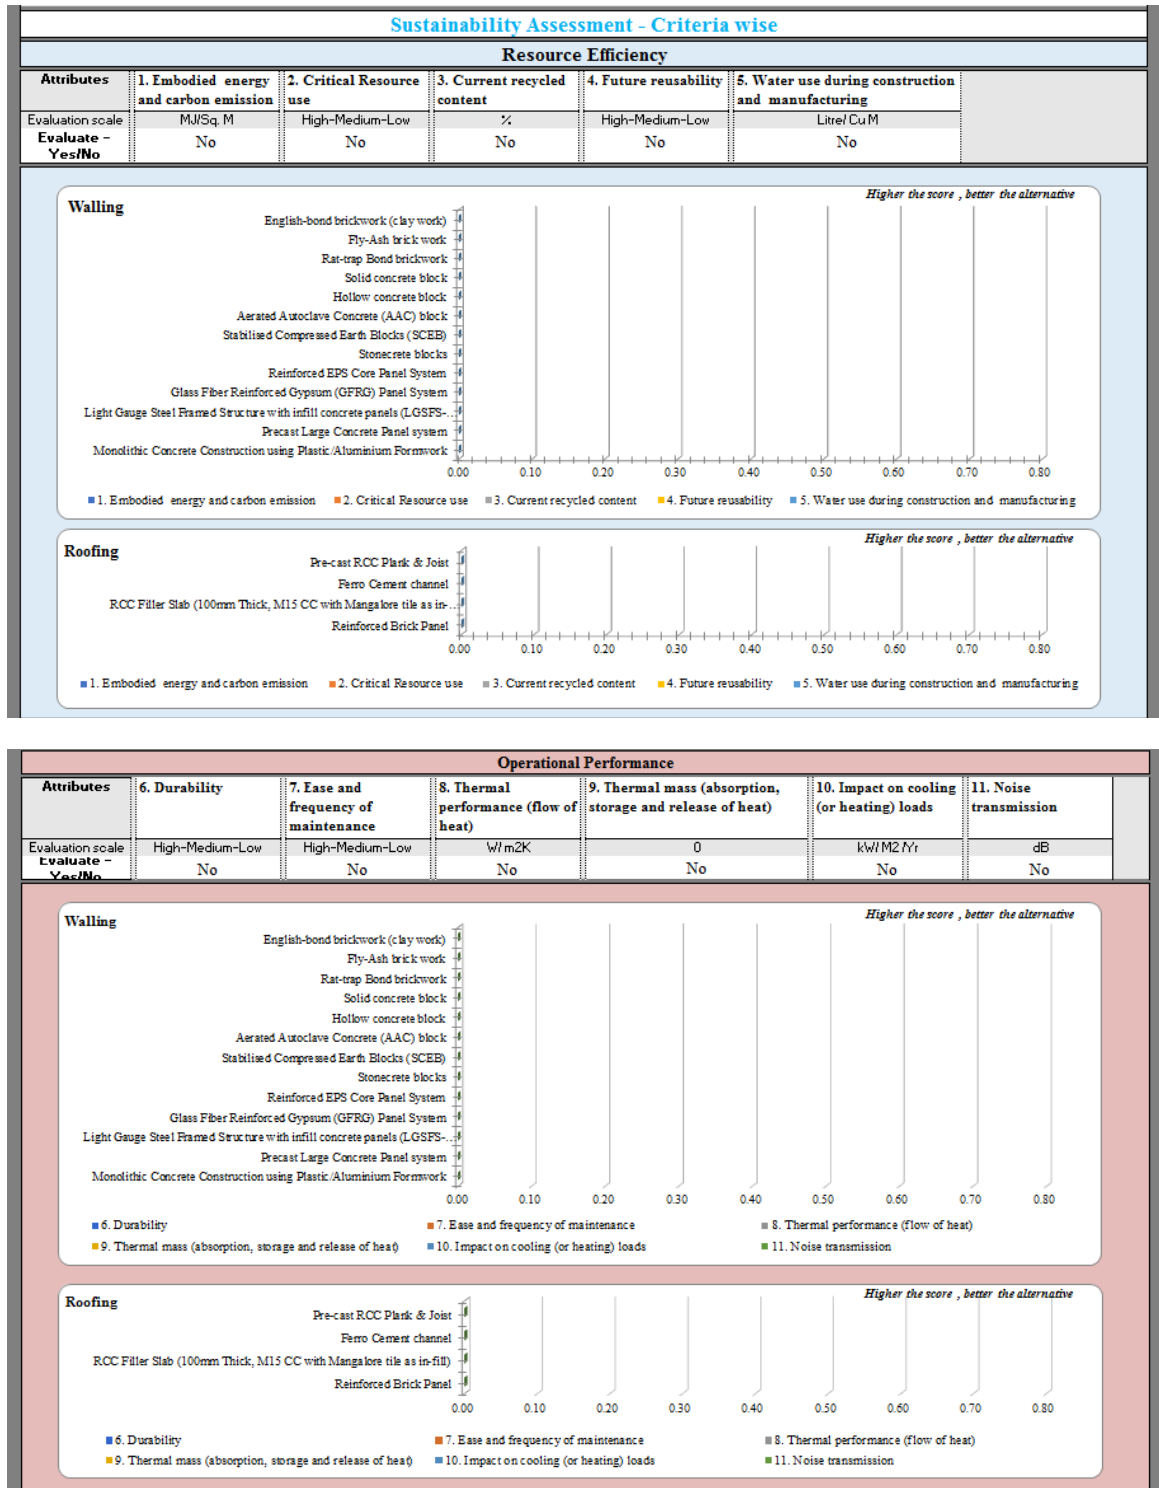 Sustainability Assessment - Criteria wise
Resource Efficiency
Attributes
1. Embodied energy and carbon emission
2. Critical Resource use
3. Current recycled content
4. Future reusability
5. Water use during construction and manufacturing
Evaluation scale
MJ/Sq. M
High-Medium-Low
%
High-Medium-Low
Litre/ Cu M
Evaluate – Yes/No
No
No
No
No
No
Higher the score , better the alternative
Walling
English-bond brickwork (clay work)
Fly-Ash brick work
Rat-trap Bond brickwork
Solid concrete block
Hollow concrete block
Aerated Autoclave Concrete (AAC) block
Stabilised Compressed Earth Blocks (SCEB)
Stonecrete blocks
Reinforced EPS Core Panel System
Glass Fiber Reinforced Gypsum (GFRG) Panel System
Light Gauge Steel Framed Structure with infill concrete panels (LGSFS-...
Precast Large Concrete Panel system
Monolithic Concrete Construction using Plastic/Aluminium Formwork
0.00 0.10 0.20 0.30 0.40 0.50 0.60 0.70 0.80
1. Embodied energy and carbon emission 2. Critical Resource use 3. Current recycled content 4. Future reusability 5. Water use during construction and manufacturing
Higher the score , better the alternative
Roofing
Pre-cast RCC Plank & Joist
Ferro Cement channel
RCC Filler Slab (100mm Thick, M15 CC with Mangalore tile as in-...
Reinforced Brick Panel
0.00 0.10 0.20 0.30 0.40 0.50 0.60 0.70 0.80
1. Embodied energy and carbon emission 2. Critical Resource use 3. Current recycled content 4. Future reusability 5. Water use during construction and manufacturing
Operational Performance
Attributes
6. Durability
7. Ease and frequency of maintenance
8. Thermal performance (flow of heat)
9. Thermal mass (absorption, storage and release of heat)
10. Impact on cooling (or heating) loads
11. Noise transmission
Evaluation scale
High-Medium-Low
High-Medium-Low
W/ m2K
0
kW/ M2 /Yr
dB
Evaluate – Yes/No
No
No
No
No
No
No
Higher the score , better the alternative
Walling
English-bond brickwork (clay work)
Fly-Ash brick work
Rat-trap Bond brickwork
Solid concrete block
Hollow concrete block
Aerated Autoclave Concrete (AAC) block
Stabilised Compressed Earth Blocks (SCEB)
Stonecrete blocks
Reinforced EPS Core Panel System
Glass Fiber Reinforced Gypsum (GFRG) Panel System
Light Gauge Steel Framed Structure with infill concrete panels (LGSFS-...
Precast Large Concrete Panel system
Monolithic Concrete Construction using Plastic/Aluminium Formwork
0.00 0.10 0.20 0.30 0.40 0.50 0.60 0.70 0.80
6. Durability 7. Ease and frequency of maintenance 8. Thermal performance (flow of heat)
9. Thermal mass (absorption, storage and release of heat) 10. Impact on cooling (or heating) loads 11. Noise transmission
Higher the score , better the alternative
Roofing
Pre-cast RCC Plank & Joist
Ferro Cement channel
RCC Filler Slab (100mm Thick, M15 CC with Mangalore tile as in-fill)
Reinforced Brick Panel
0.00 0.10 0.20 0.30 0.40 0.50 0.60 0.70 0.80
6. Durability 7. Ease and frequency of maintenance 8. Thermal performance (flow of heat)
9. Thermal mass (absorption, storage and release of heat) 10. Impact on cooling (or heating) loads 11. Noise transmission